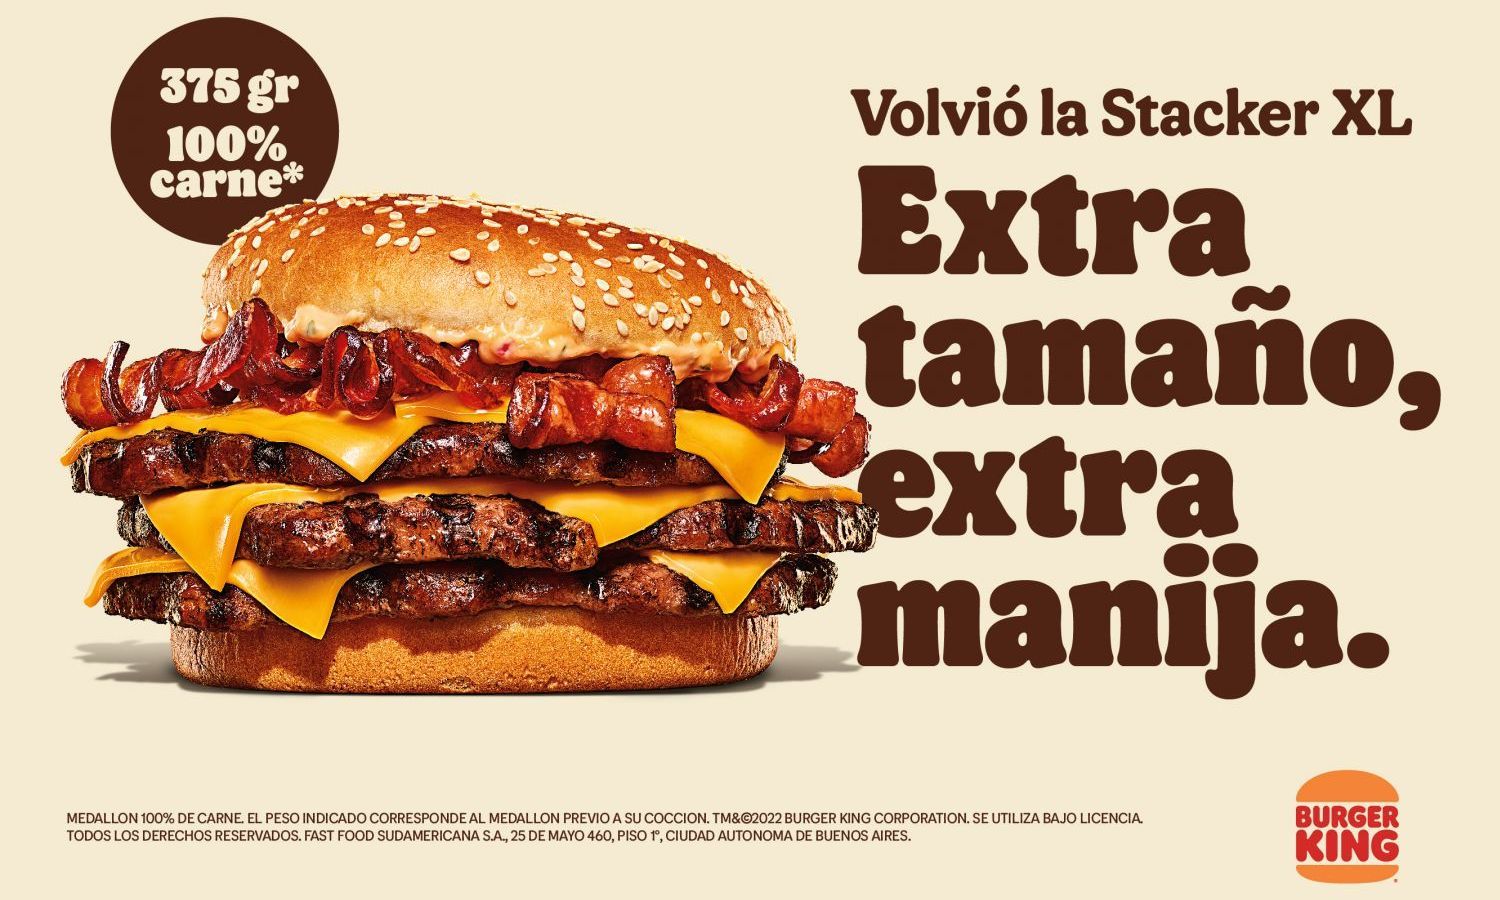 375 gr
100%
carne*
Volvió la Stacker XL
Extra
tamaño,
extra
manija.
MEDALLON 100% DE CARNE. EL PESO INDICADO CORRESPONDE AL MEDALLON PREVIO A SU COCCION. TM&©2022 BURGER KING CORPORATION. SE UTILIZA BAJO LICENCIA.
TODOS LOS DERECHOS RESERVADOS. FAST FOOD SUDAMERICANA S.A., 25 DE MAYO 460, PISO 1°, CIUDAD AUTONOMA DE BUENOS AIRES.
BURGER
KING